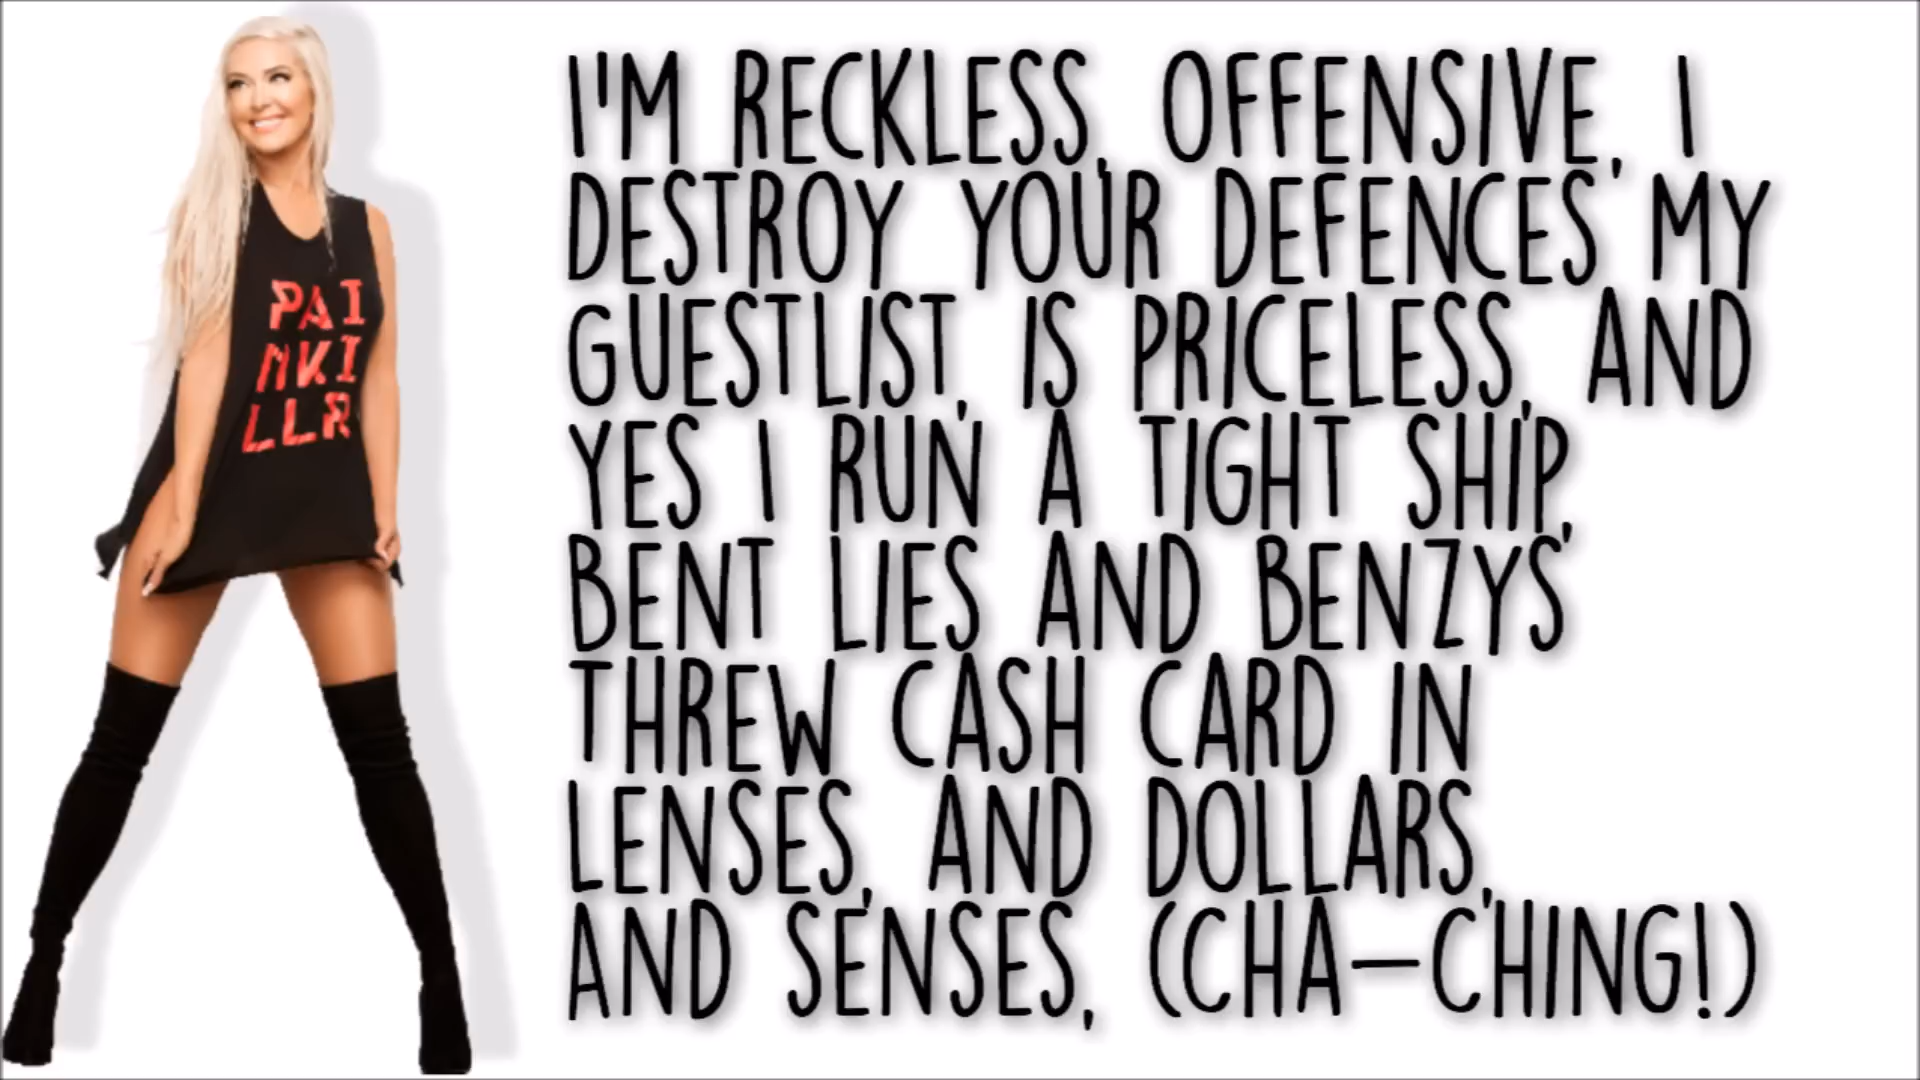 PAI
NKI
LLR
I'M RECKLESS, OFFENSIVE, I
DESTROY YOUR DEFENCES MY
GUESTLIST, IS PRICELESS, AND
YES I RUN A TIGHT SHIP,
BENT LIES AND BENZYS
THREW CASH CARD IN
LENSES, AND DOLLARS,
AND SENSES, (CHA-CHING!)